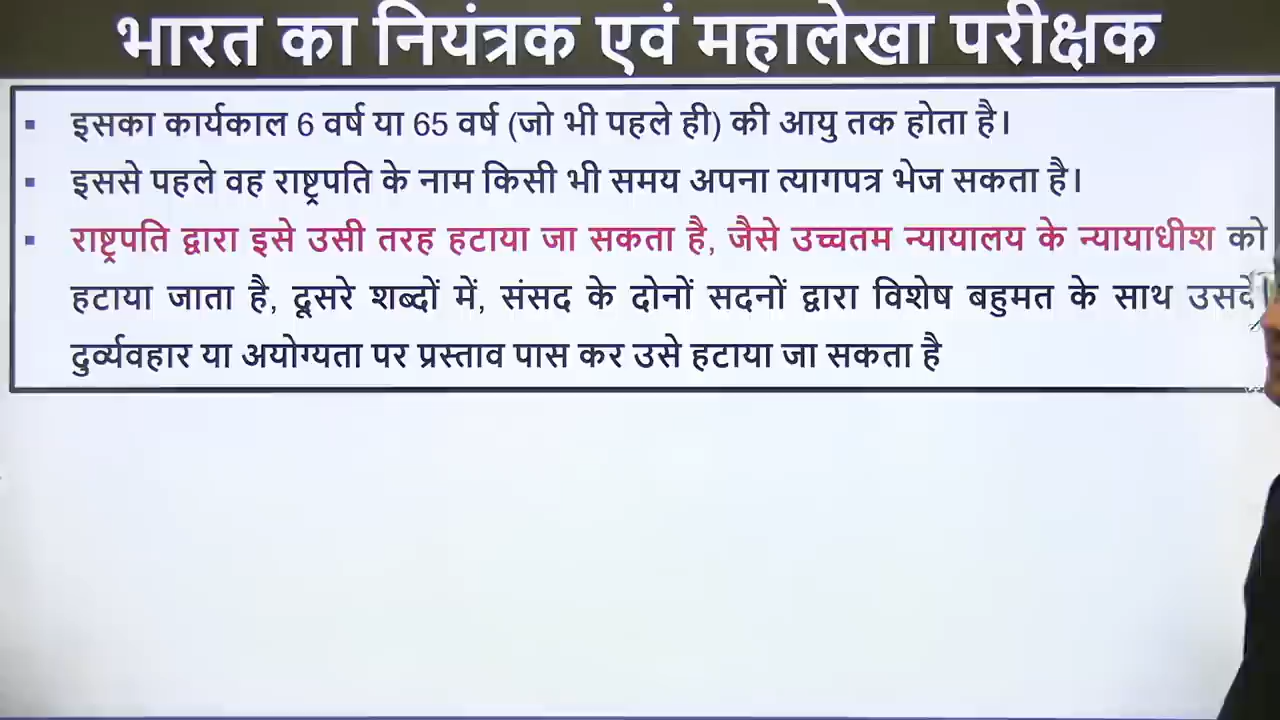 भारत का नियंत्रक एवं महालेखा परीक्षक
▪ इसका कार्यकाल 6 वर्ष या 65 वर्ष (जो भी पहले ही) की आयु तक होता है।
▪ इससे पहले वह राष्ट्रपति के नाम किसी भी समय अपना त्यागपत्र भेज सकता है।
▪ राष्ट्रपति द्वारा इसे उसी तरह हटाया जा सकता है, जैसे उच्चतम न्यायालय के न्यायाधीश को
हटाया जाता है, दूसरे शब्दों में, संसद के दोनों सदनों द्वारा विशेष बहुमत के साथ
दुर्व्यवहार या अयोग्यता पर प्रस्ताव पास कर उसे हटाया जा सकता है